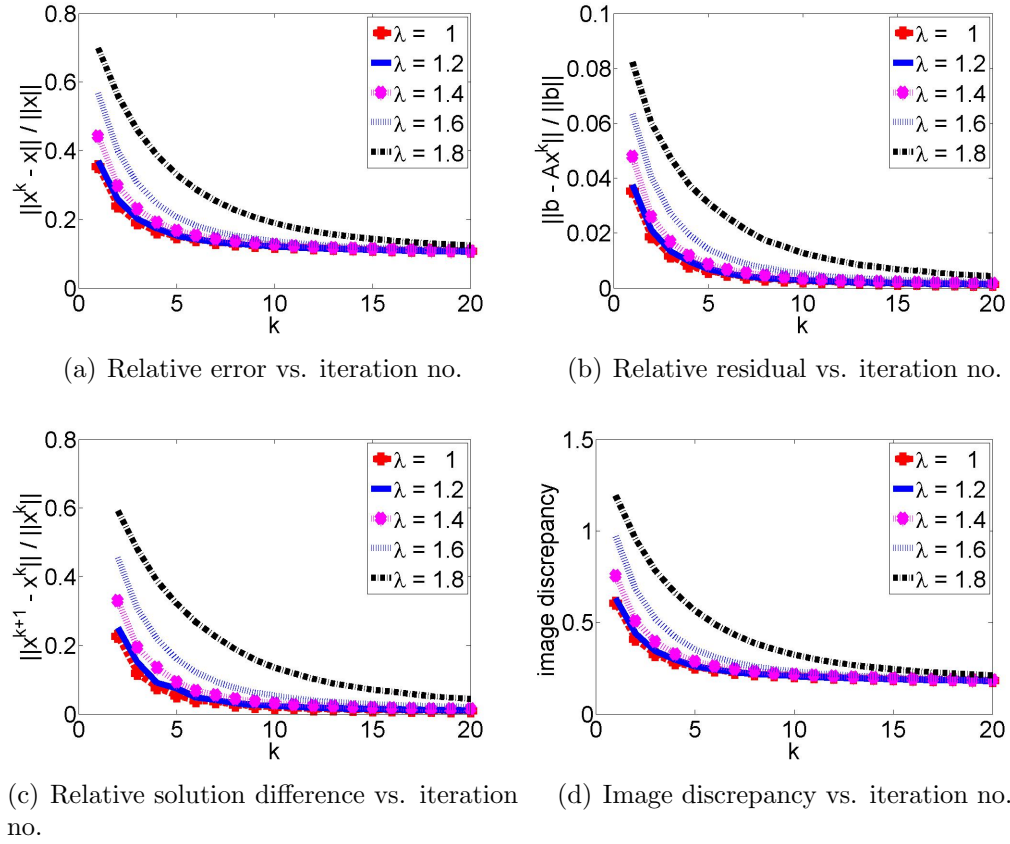 0.8
0.6
0.4
0.2
0
0 5 10 15 20
||x^k - x|| / ||x||
k
λ = 1
λ = 1.2
λ = 1.4
λ = 1.6
λ = 1.8
(a) Relative error vs. iteration no.
0.1
0.08
0.06
0.04
0.02
0
0 5 10 15 20
||b - Ax^k|| / ||b||
k
λ = 1
λ = 1.2
λ = 1.4
λ = 1.6
λ = 1.8
(b) Relative residual vs. iteration no.
0.8
0.6
0.4
0.2
0
0 5 10 15 20
||x^{k+1} - x^k|| / ||x^k||
k
λ = 1
λ = 1.2
λ = 1.4
λ = 1.6
λ = 1.8
(c) Relative solution difference vs. iteration
no.
1.5
1
0.5
0
0 5 10 15 20
image discrepancy
k
λ = 1
λ = 1.2
λ = 1.4
λ = 1.6
λ = 1.8
(d) Image discrepancy vs. iteration no.